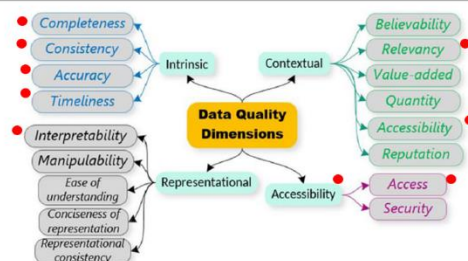 Completeness
Consistency
Accuracy
Timeliness
Intrinsic
Contextual
Believability
Relevancy
Value-added
Quantity
Accessibility
Reputation
Data Quality
Dimensions
Interpretability
Manipulability
Ease of
understanding
Conciseness of
representation
Representational
consistency
Representational
Accessibility
Access
Security